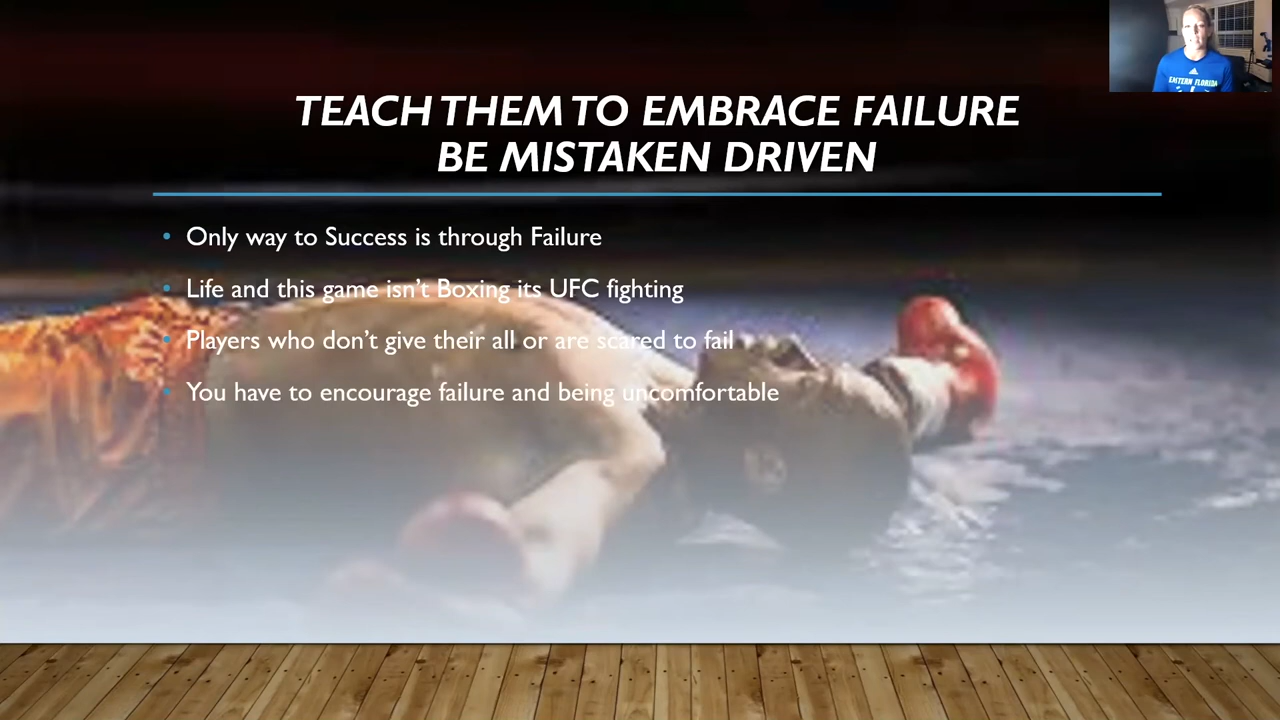 EASTERN FLORIDA
TEACH THEM TO EMBRACE FAILURE
BE MISTAKEN DRIVEN
• Only way to Success is through Failure
• Life and this game isn't Boxing its UFC fighting
• Players who don't give their all or are scared to fail
• You have to encourage failure and being uncomfortable